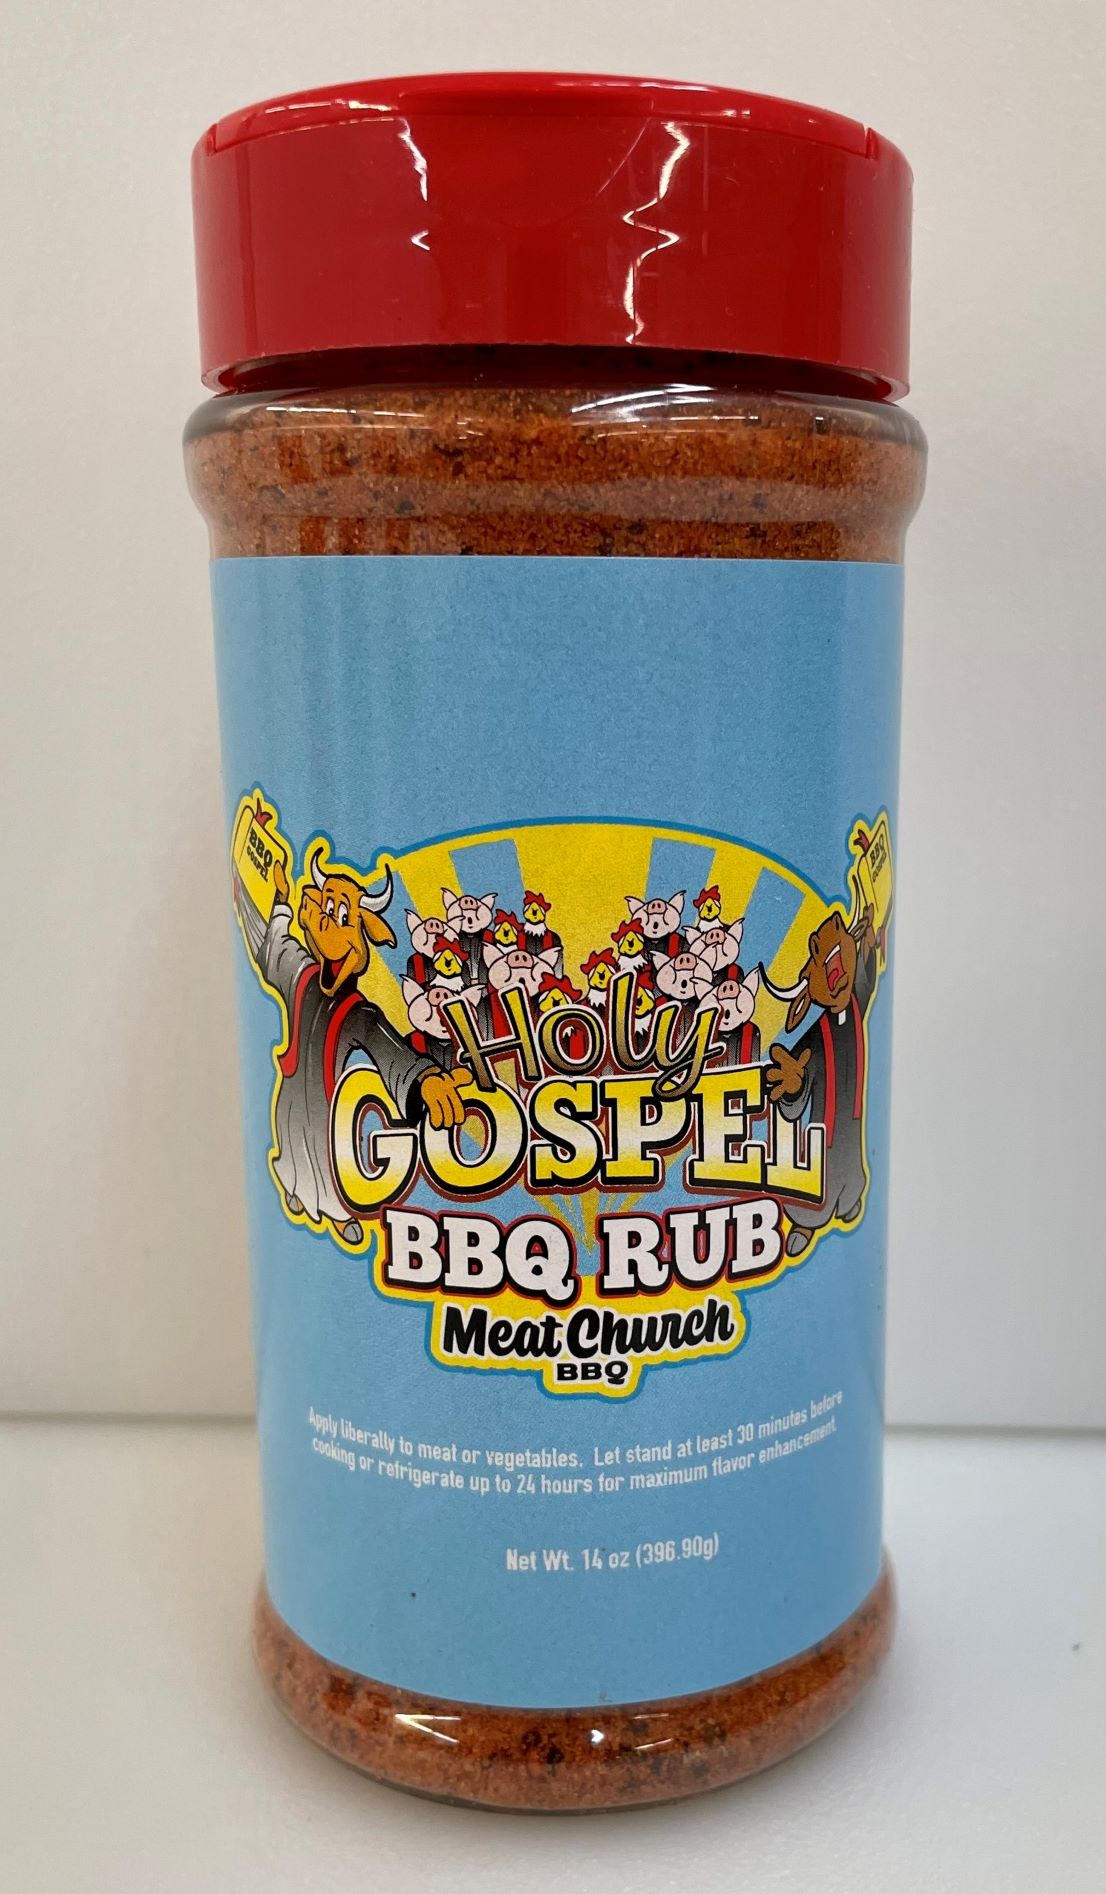 BBQ
GOSPEL
BBQ
GOSPEL
Holy
GOSPEL
BBQ RUB
Meat Church
BBQ
Apply liberally to meat or vegetables. Let stand at least 30 minutes before
cooking or refrigerate up to 24 hours for maximum flavor enhancement.
Net Wt. 14 oz (396.90g)